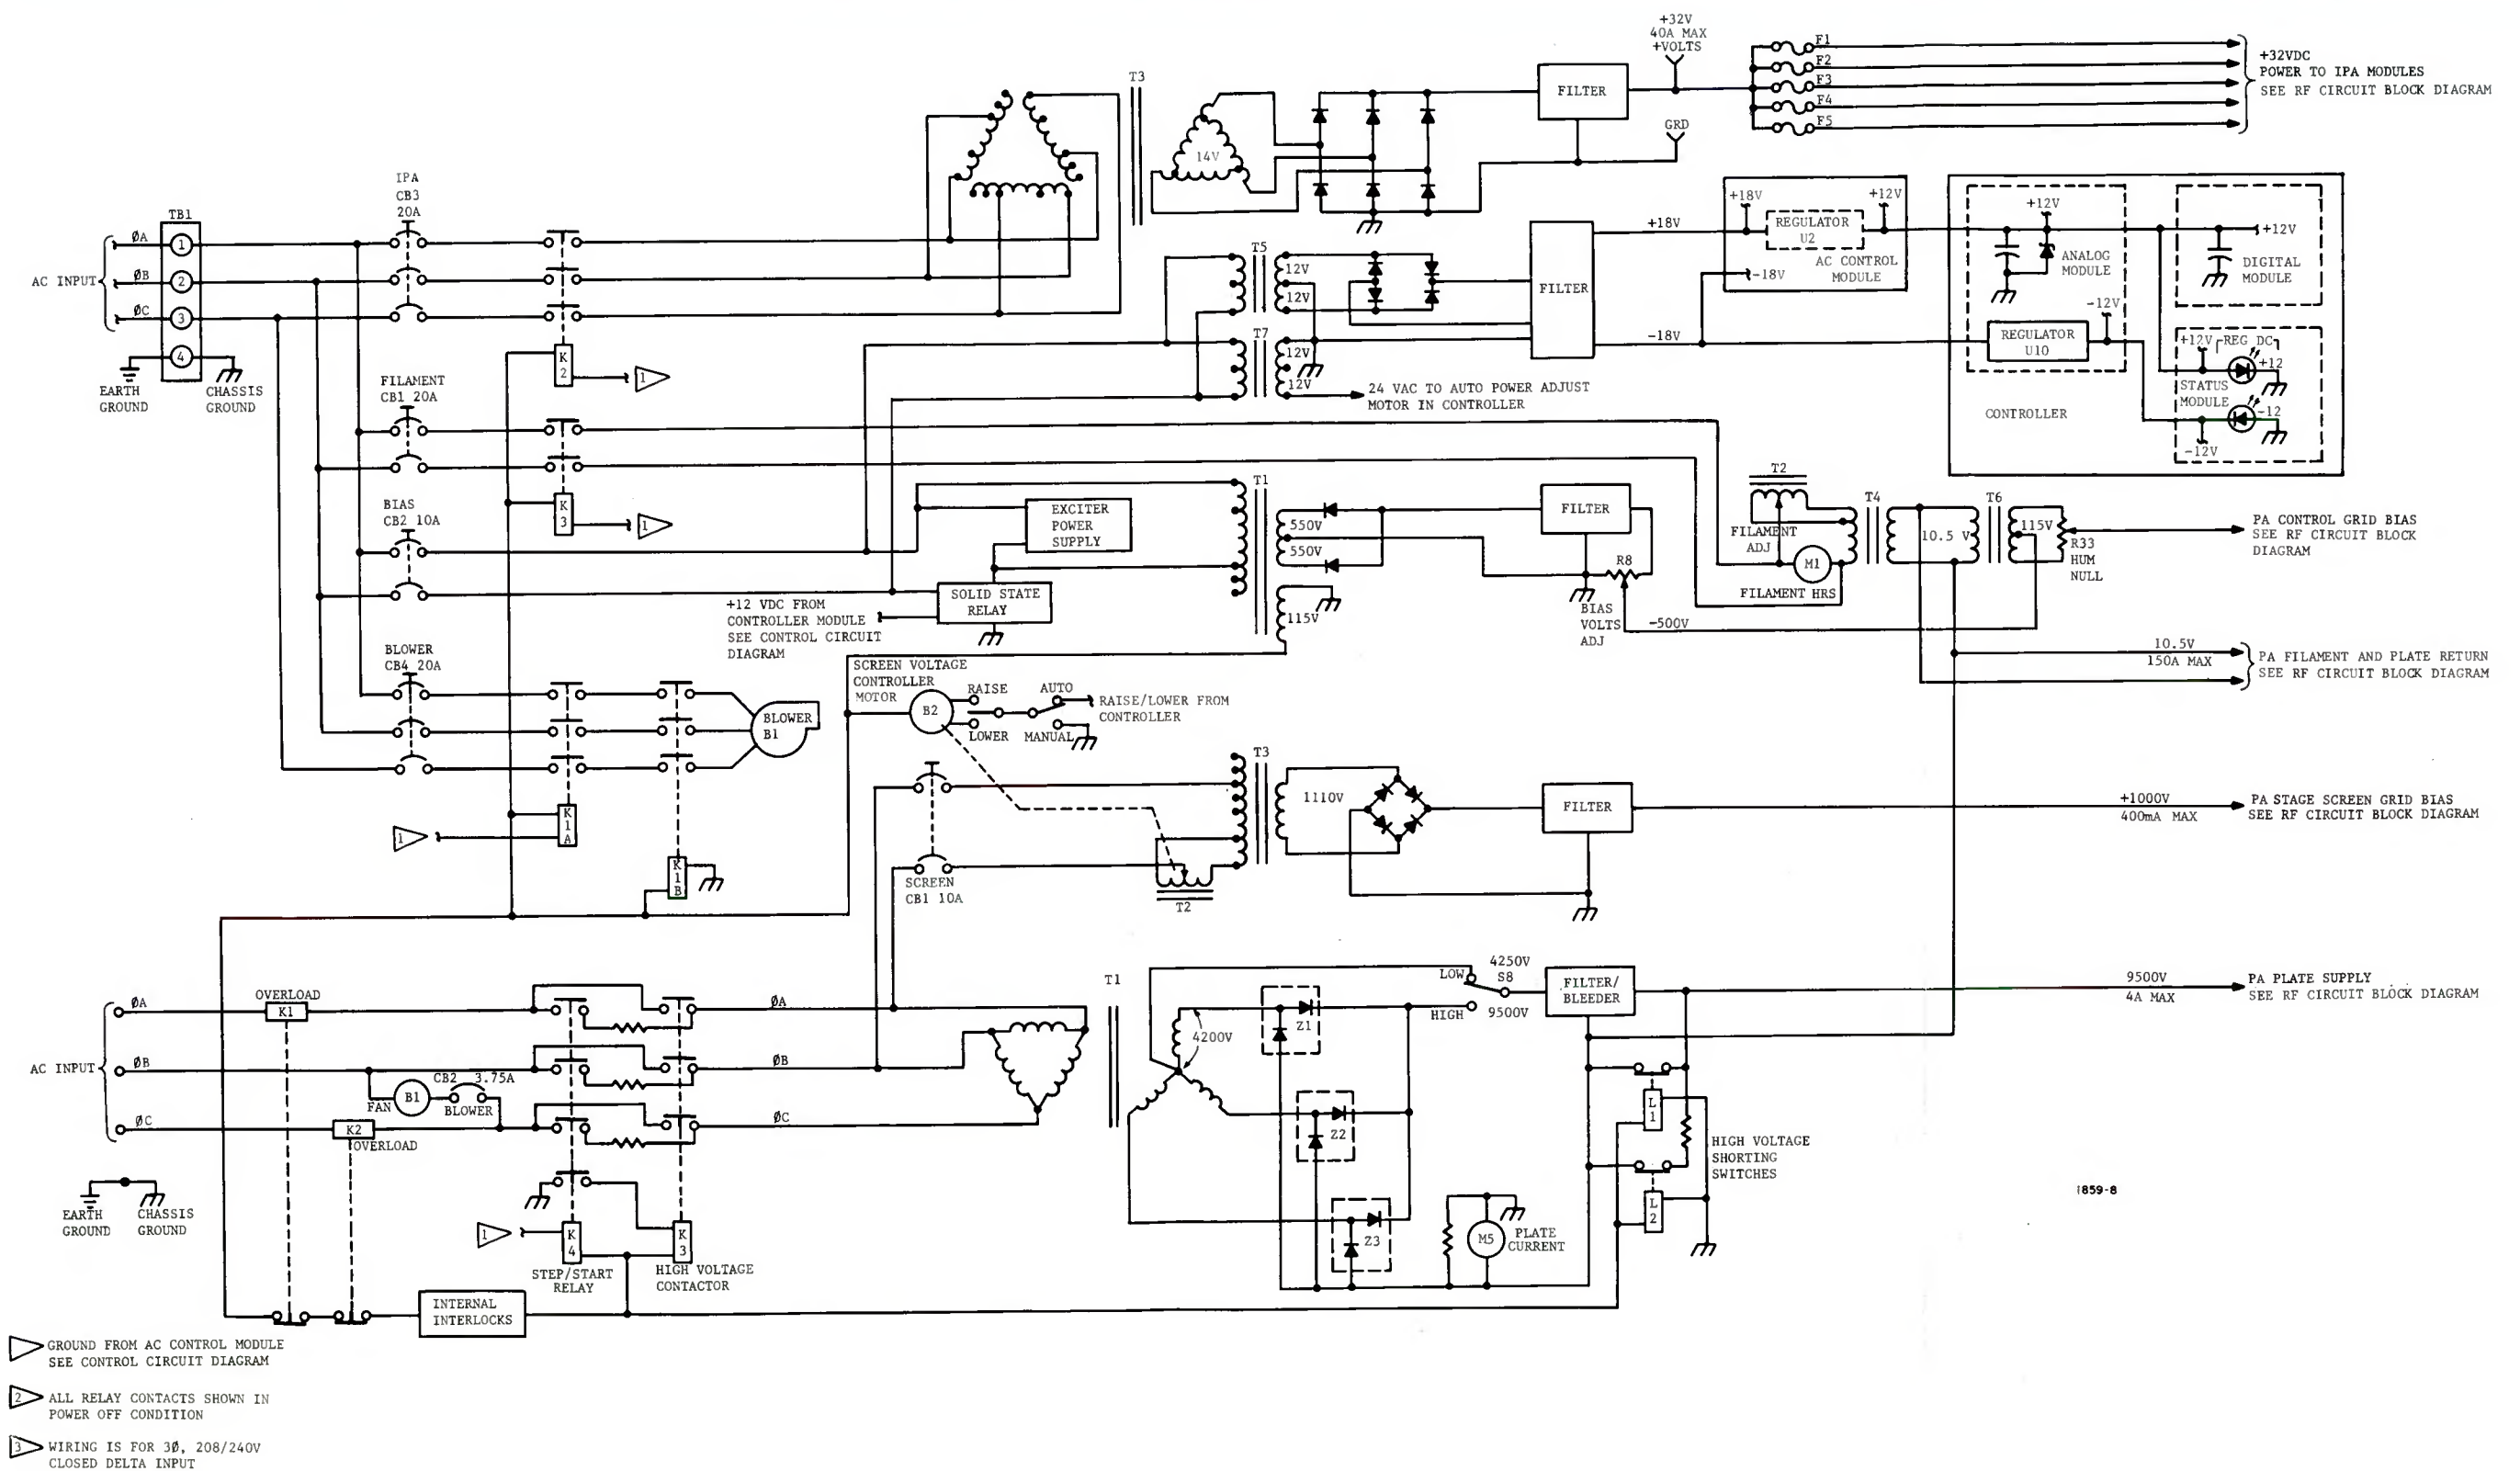 +32V
40A MAX
+VOLTS
F1
F2
F3
F4
F5
+32VDC
POWER TO IPA MODULES
SEE RF CIRCUIT BLOCK DIAGRAM
T3
14V
FILTER
GRD
IPA
CB3
20A
TB1
AC INPUT
ØA
ØB
ØC
1
2
3
4
EARTH
GROUND
CHASSIS
GROUND
K
2
1
T5
12V
12V
T7
12V
12V
FILTER
+18V
-18V
+18V
+12V
REGULATOR
U2
AC CONTROL
MODULE
-18V
+12V
ANALOG
MODULE
-12V
REGULATOR
U10
CONTROLLER
+12V
DIGITAL
MODULE
+12V
REG DC
+12
STATUS
MODULE
-12
-12V
24 VAC TO AUTO POWER ADJUST
MOTOR IN CONTROLLER
FILAMENT
CB1 20A
K
3
1
BIAS
CB2 10A
EXCITER
POWER
SUPPLY
SOLID STATE
RELAY
+12 VDC FROM
CONTROLLER MODULE
SEE CONTROL CIRCUIT
DIAGRAM
T1
550V
550V
115V
FILTER
R8
BIAS
VOLTS
ADJ
-500V
T2
FILAMENT
ADJ
M1
FILAMENT HRS
T4
10.5 V
T6
115V
R33
HUM
NULL
PA CONTROL GRID BIAS
SEE RF CIRCUIT BLOCK
DIAGRAM
10.5V
150A MAX
PA FILAMENT AND PLATE RETURN
SEE RF CIRCUIT BLOCK DIAGRAM
BLOWER
CB4 20A
BLOWER
B1
K
1
A
1
K
1
B
SCREEN VOLTAGE
CONTROLLER
MOTOR
B2
RAISE
LOWER
AUTO
MANUAL
RAISE/LOWER FROM
CONTROLLER
SCREEN
CB1 10A
T3
T2
1110V
FILTER
+1000V
400mA MAX
PA STAGE SCREEN GRID BIAS
SEE RF CIRCUIT BLOCK DIAGRAM
AC INPUT
ØA
ØB
ØC
OVERLOAD
K1
FAN
B1
CB2 3.75A
BLOWER
K2
OVERLOAD
EARTH
GROUND
CHASSIS
GROUND
1
K
4
STEP/START
RELAY
K
3
HIGH VOLTAGE
CONTACTOR
INTERNAL
INTERLOCKS
ØA
ØB
ØC
T1
4200V
Z1
Z2
Z3
LOW
4250V
S8
HIGH
9500V
FILTER/
BLEEDER
9500V
4A MAX
PA PLATE SUPPLY
SEE RF CIRCUIT BLOCK DIAGRAM
L
1
L
2
HIGH VOLTAGE
SHORTING
SWITCHES
M5
PLATE
CURRENT
1859-8
GROUND FROM AC CONTROL MODULE
SEE CONTROL CIRCUIT DIAGRAM
2 ALL RELAY CONTACTS SHOWN IN
POWER OFF CONDITION
3 WIRING IS FOR 3Ø, 208/240V
CLOSED DELTA INPUT